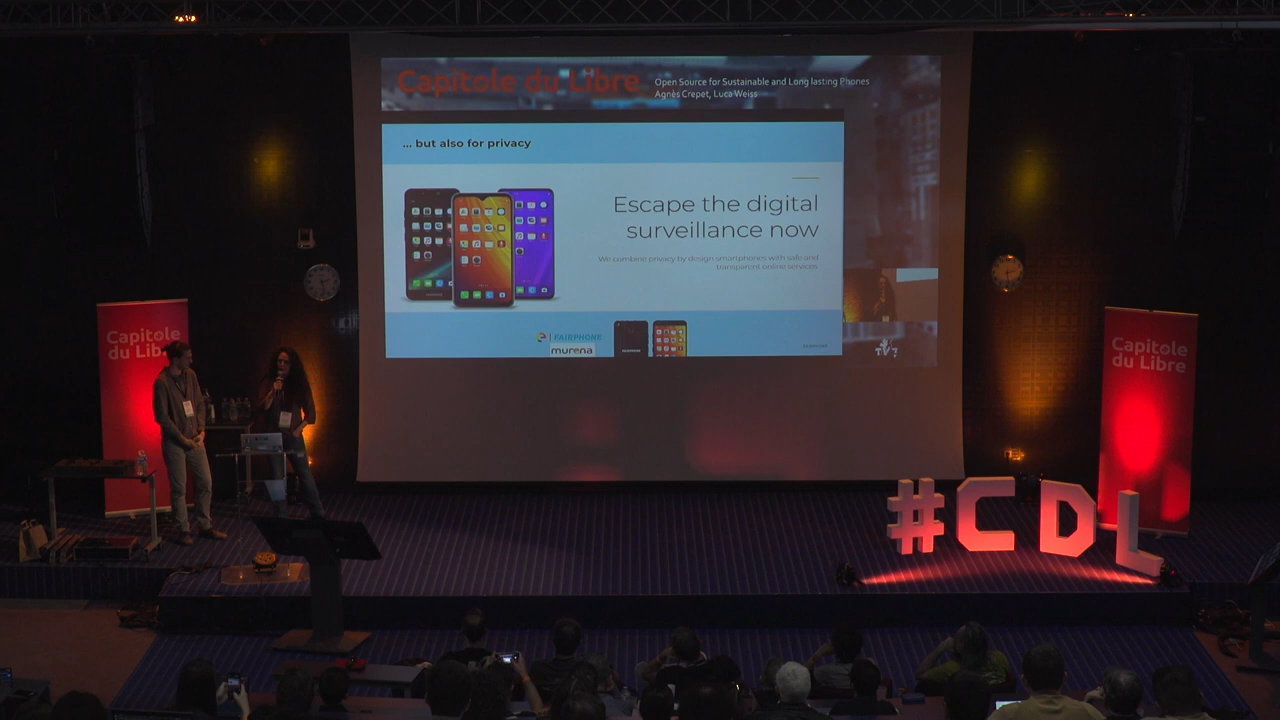 Capitole du Libre
Open Source for Sustainable and Long lasting Phones
Agnès Crepet, Luca Weiss
... but also for privacy
Escape the digital
surveillance now
We combine privacy by design smartphones with safe and
transparent online services.
e | FAIRPHONE
murena
Capitole
du Lib
Capitole
du Libre
#CDL